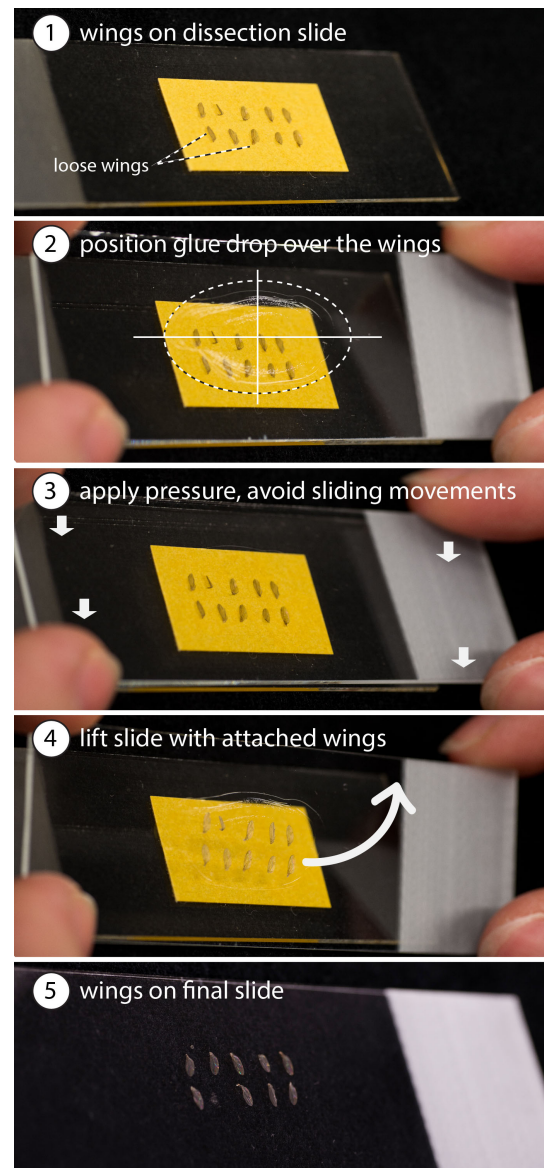 1 wings on dissection slide
loose wings
2 position glue drop over the wings
3 apply pressure, avoid sliding movements
4 lift slide with attached wings
5 wings on final slide